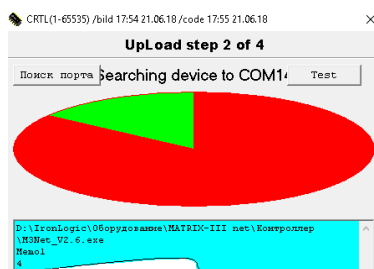 CRTL(1-65535) /bild 17:54 21.06.18 /code 17:55 21.06.18
UpLoad step 2 of 4
Поиск порта Searching device to COM14 Test
D:\IronLogic\Оборудование\MATRIX-III net\Контроллер
\M3Net_V2.6.exe
Memo1
4